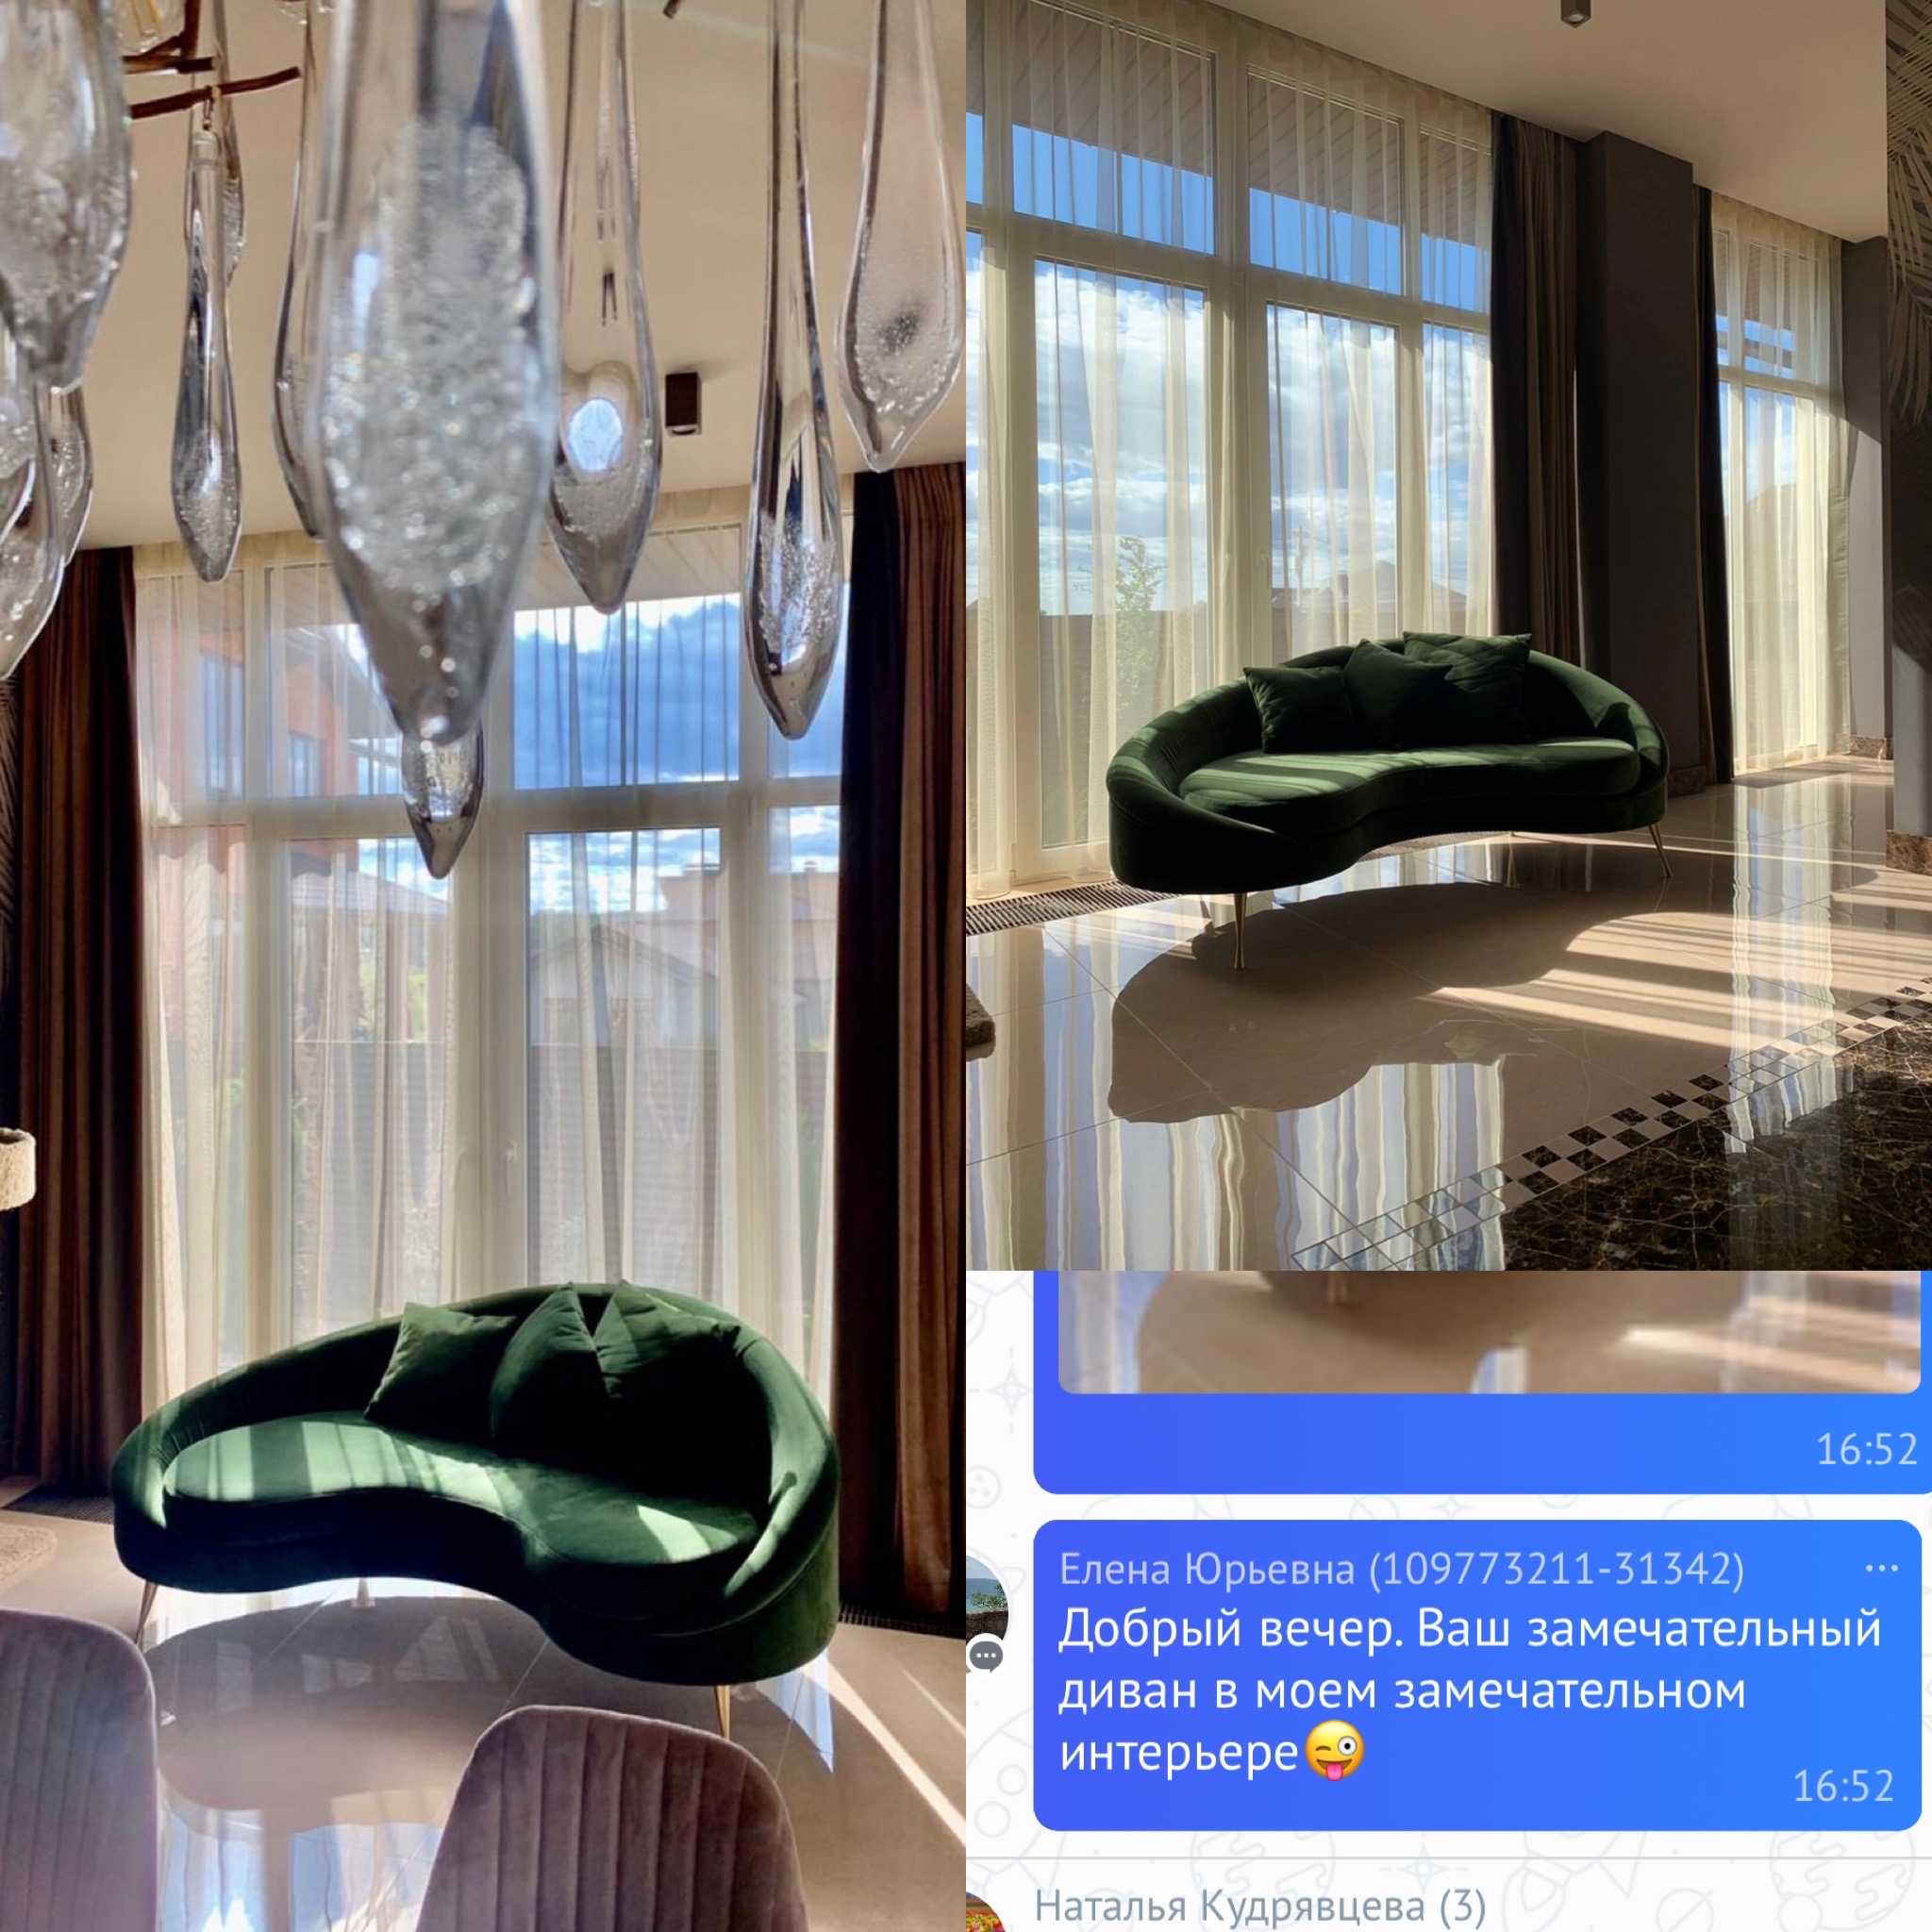 16:52
Елена Юрьевна (109773211-31342)
Добрый вечер. Ваш замечательный
диван в моем замечательном
интерьере😜
16:52
Наталья Кудрявцева (3)